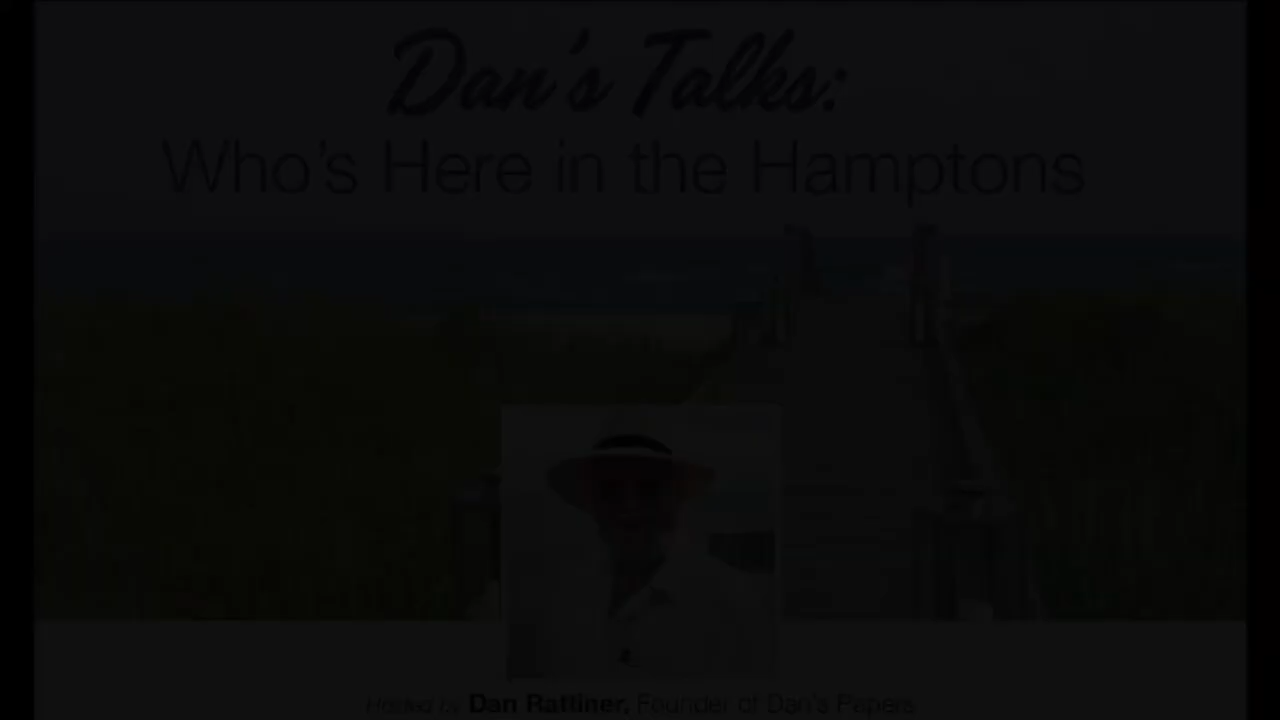 Dan's Talks:
Who's Here in the Hamptons
Hosted by Dan Rattiner, Founder of Dan's Papers